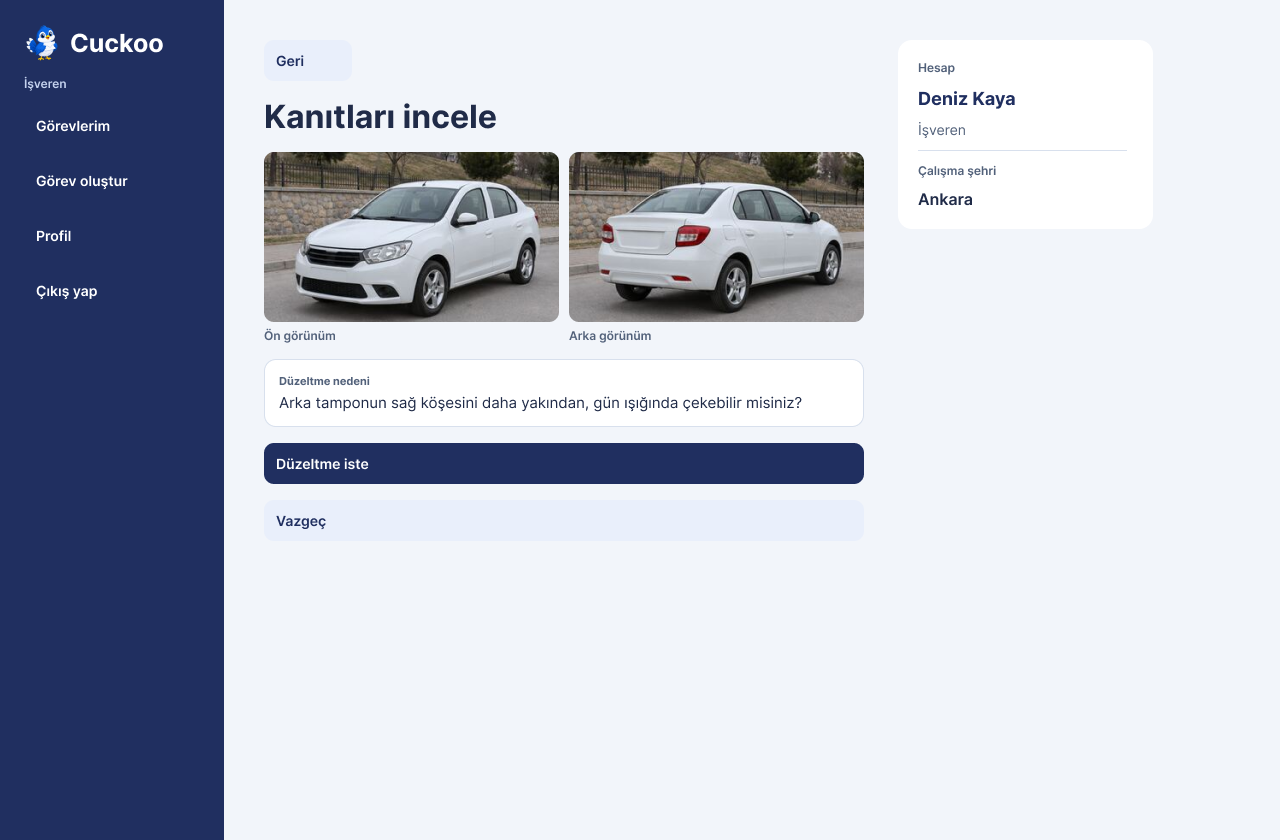 Cuckoo
İşveren
Görevlerim
Görev oluştur
Profil
Çıkış yap
Geri
Kanıtları incele
Ön görünüm
Arka görünüm
Düzeltme nedeni
Arka tamponun sağ köşesini daha yakından, gün ışığında çekebilir misiniz?
Düzeltme iste
Vazgeç
Hesap
Deniz Kaya
İşveren
Çalışma şehri
Ankara